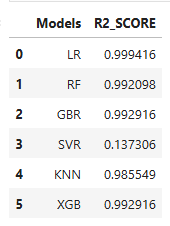 Models R2_SCORE
0 LR 0.999416
1 RF 0.992098
2 GBR 0.992916
3 SVR 0.137306
4 KNN 0.985549
5 XGB 0.992916